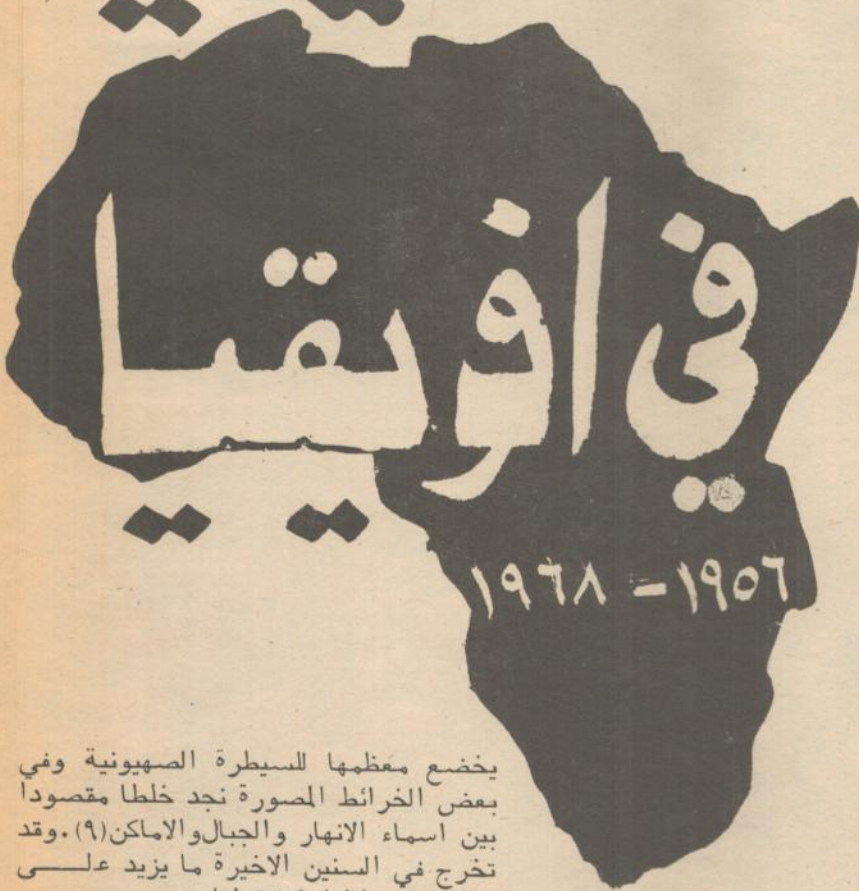 في افريقيا
١٩٥٦ - ١٩٦٨
يخضع معظمها للسيطرة الصهيونية وفي
بعض الخرائط المصورة نجد خلطا مقصودا
بين اسماء الانهار والجبال والاماكن(٩).وقد
تخرج في السنين الاخيرة ما يزيد علــــى